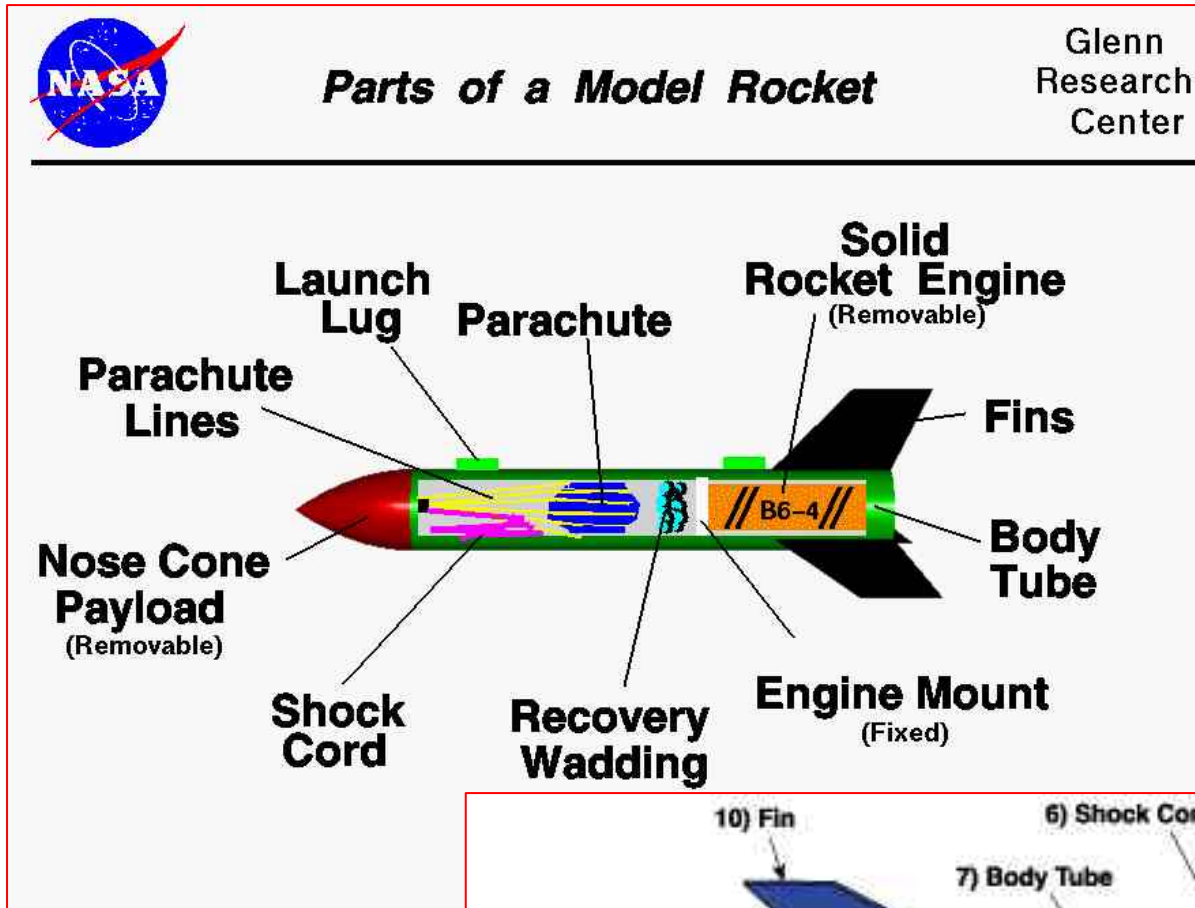 NASA
Parts of a Model Rocket
Glenn
Research
Center
Launch
Lug
Parachute
Solid
Rocket Engine
(Removable)
Parachute
Lines
Fins
B6-4
Nose Cone
Payload
(Removable)
Body
Tube
Shock
Cord
Recovery
Wadding
Engine Mount
(Fixed)
10) Fin
6) Shock
7) Body Tube